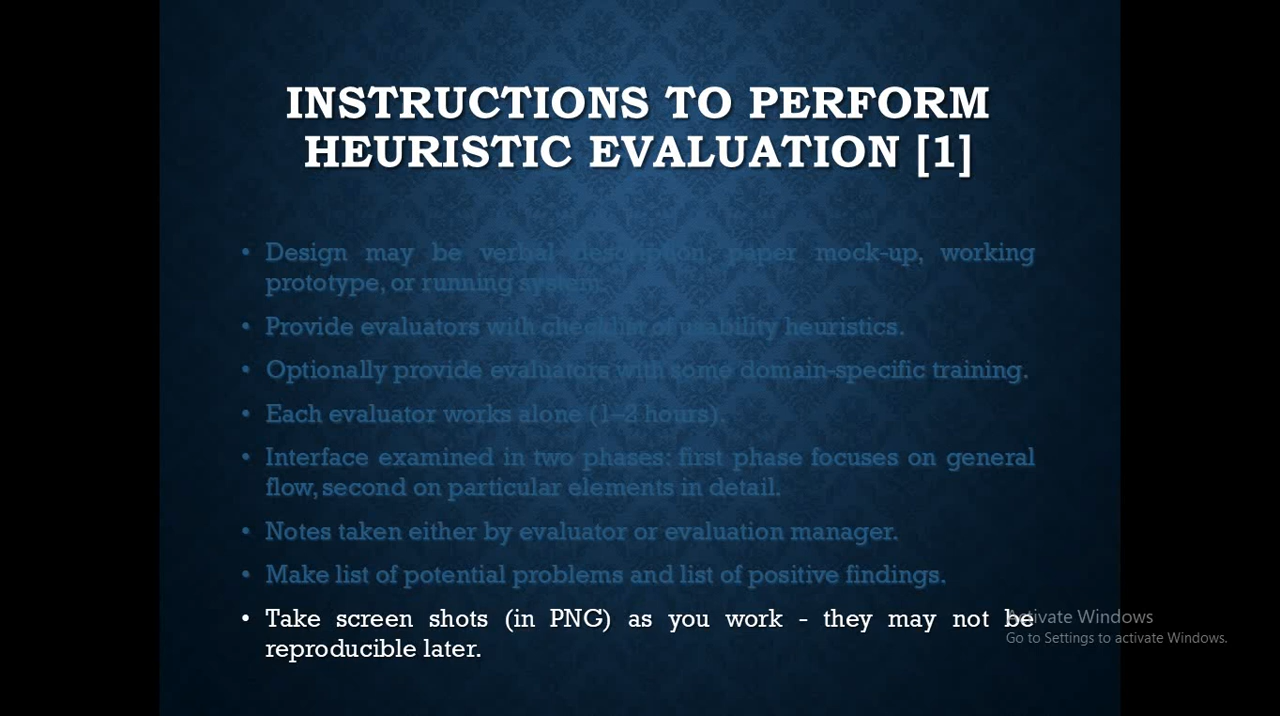 INSTRUCTIONS TO PERFORM
HEURISTIC EVALUATION [1]
• Design may be verbal description, paper mock-up, working
prototype, or running system.
• Provide evaluators with checklist of usability heuristics.
• Optionally provide evaluators with some domain-specific training.
• Each evaluator works alone (1–2 hours).
• Interface examined in two phases: first phase focuses on general
flow, second on particular elements in detail.
• Notes taken either by evaluator or evaluation manager.
• Make list of potential problems and list of positive findings.
• Take screen shots (in PNG) as you work - they may not be
reproducible later.
Activate Windows
Go to Settings to activate Windows.